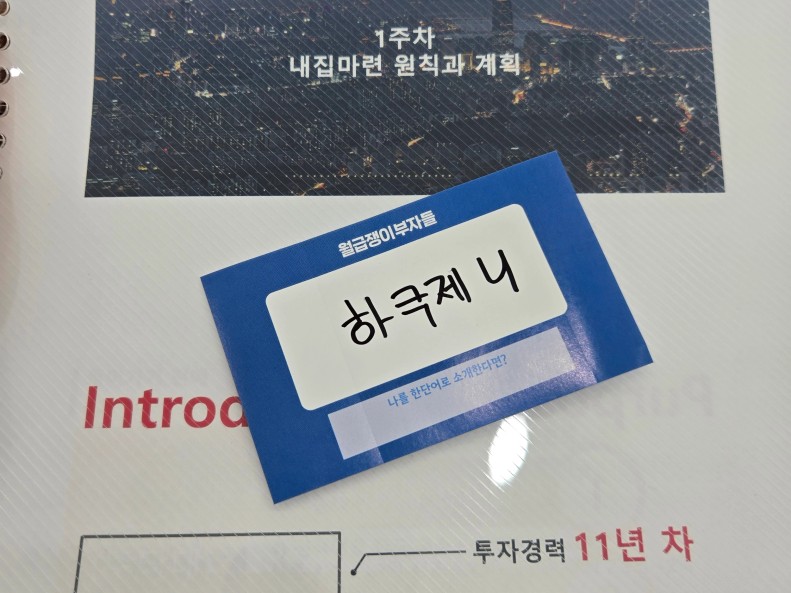 1주차
내집마련 원칙과 계획
월급쟁이부자들
하극제 니
나를 한단어로 소개한다면?
Introd
투자경력 11년 차